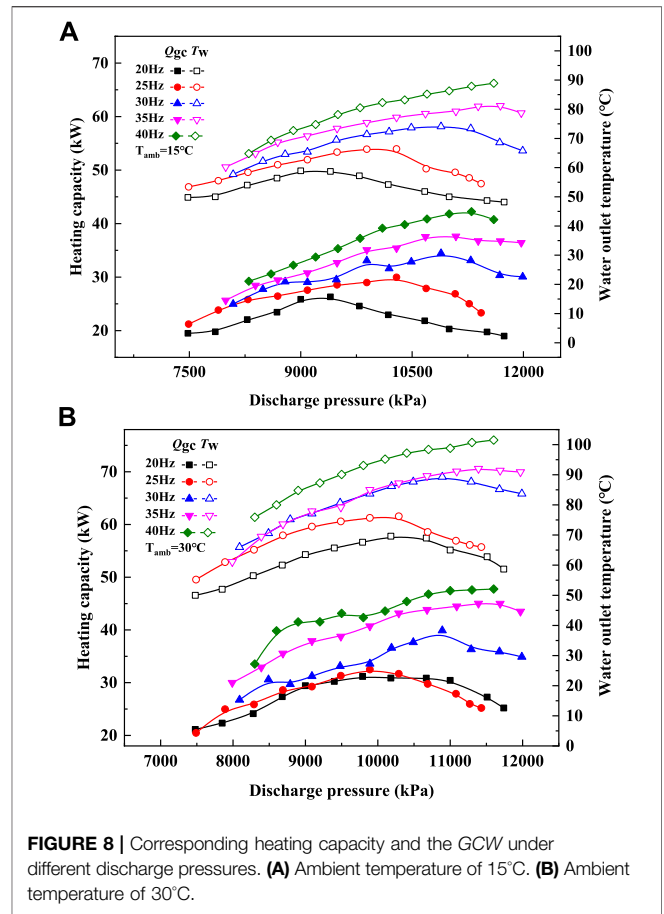 A
Qgc Tw
20Hz
25Hz
30Hz
35Hz
40Hz
Tamb=15℃
Heating capacity (kW)
70
60
50
40
30
20
Water outlet temperature (℃)
100
90
80
70
60
50
40
30
20
10
0
7500 9000 10500 12000
Discharge pressure (kPa)
B
Qgc Tw
20Hz
25Hz
30Hz
35Hz
40Hz
Tamb=30℃
Heating capacity (kW)
70
60
50
40
30
20
Water outlet temperature (℃)
100
90
80
70
60
50
40
30
20
10
0
7000 8000 9000 10000 11000 12000
Discharge pressure (kPa)
FIGURE 8 | Corresponding heating capacity and the GCW under
different discharge pressures. (A) Ambient temperature of 15°C. (B) Ambient
temperature of 30°C.